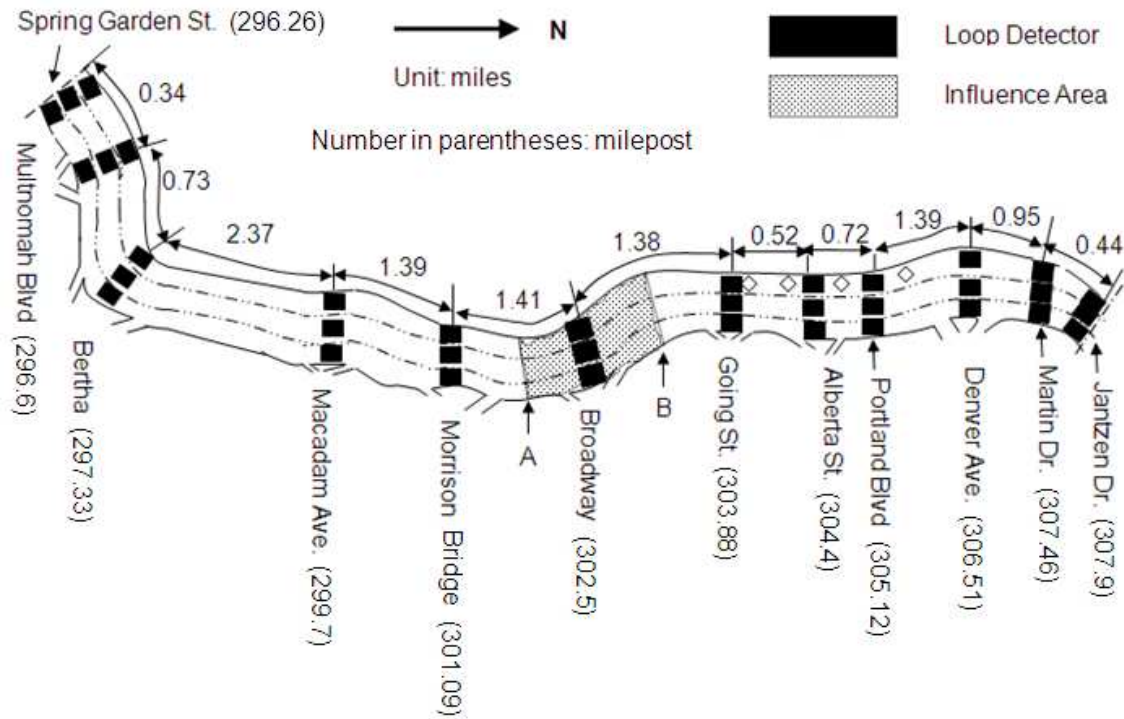 Spring Garden St. (296.26)
N
Unit: miles
Number in parentheses: milepost
Loop Detector
Influence Area
0.34
0.73
2.37
1.39
1.41
1.38
0.52
0.72
1.39
0.95
0.44
A
B
Multnomah Blvd (296.6)
Bertha (297.33)
Macadam Ave. (299.7)
Morrison Bridge (301.09)
Broadway (302.5)
Going St. (303.88)
Alberta St. (304.4)
Portland Blvd (305.12)
Denver Ave. (306.51)
Martin Dr. (307.46)
Jantzen Dr. (307.9)